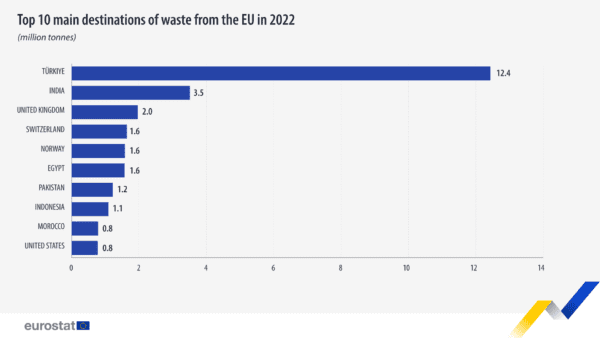 Top 10 main destinations of waste from the EU in 2022
(million tonnes)
TÜRKIYE 12.4
INDIA 3.5
UNITED KINGDOM 2.0
SWITZERLAND 1.6
NORWAY 1.6
EGYPT 1.6
PAKISTAN 1.2
INDONESIA 1.1
MOROCCO 0.8
UNITED STATES 0.8
0 2 4 6 8 10 12 14
eurostat